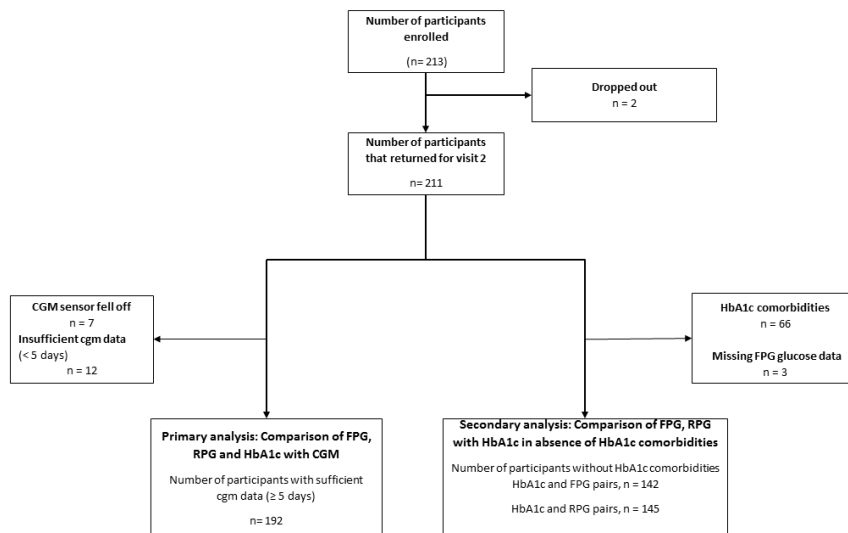 Number of participants
enrolled
(n= 213)
Dropped out
n = 2
Number of participants
that returned for visit 2
n= 211
CGM sensor fell off
n = 7
Insufficient cgm data
(< 5 days)
n = 12
HbA1c comorbidities
n = 66
Missing FPG glucose data
n = 3
Primary analysis: Comparison of FPG,
RPG and HbA1c with CGM
Number of participants with sufficient
cgm data (≥ 5 days)
n= 192
Secondary analysis: Comparison of FPG, RPG
with HbA1c in absence of HbA1c comorbidities
Number of participants without HbA1c comorbidities
HbA1c and FPG pairs, n = 142
HbA1c and RPG pairs, n = 145